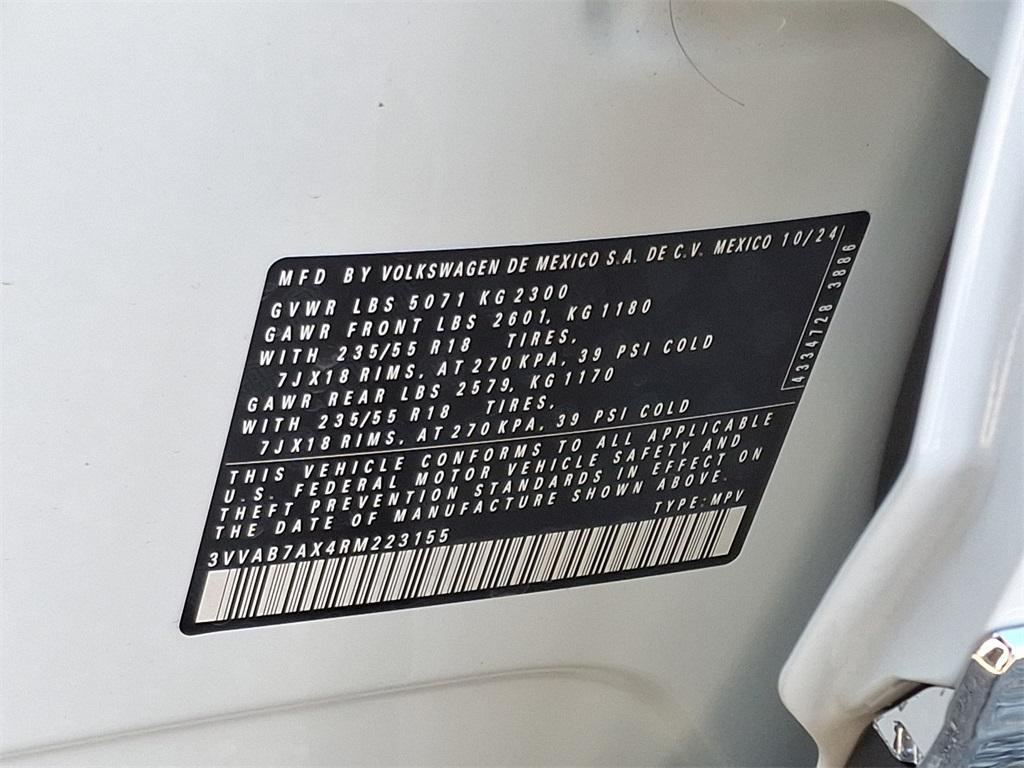 MFD BY VOLKSWAGEN DE MEXICO S.A. DE C.V. MEXICO 10/24
GVWR LBS 5071 KG 2300
GAWR FRONT LBS 2601, KG 1180
WITH 235/55 R18 TIRES,
7JX18 RIMS, AT 270 KPA, 39 PSI COLD
GAWR REAR LBS 2579, KG 1170
WITH 235/55 R18 TIRES,
7JX18 RIMS, AT 270 KPA, 39 PSI COLD
4334728 3886
THIS VEHICLE CONFORMS TO ALL APPLICABLE
U.S. FEDERAL MOTOR VEHICLE SAFETY AND
THEFT PREVENTION STANDARDS IN EFFECT ON
THE DATE OF MANUFACTURE SHOWN ABOVE.
3VVAB7AX4RM223155 TYPE: MPV